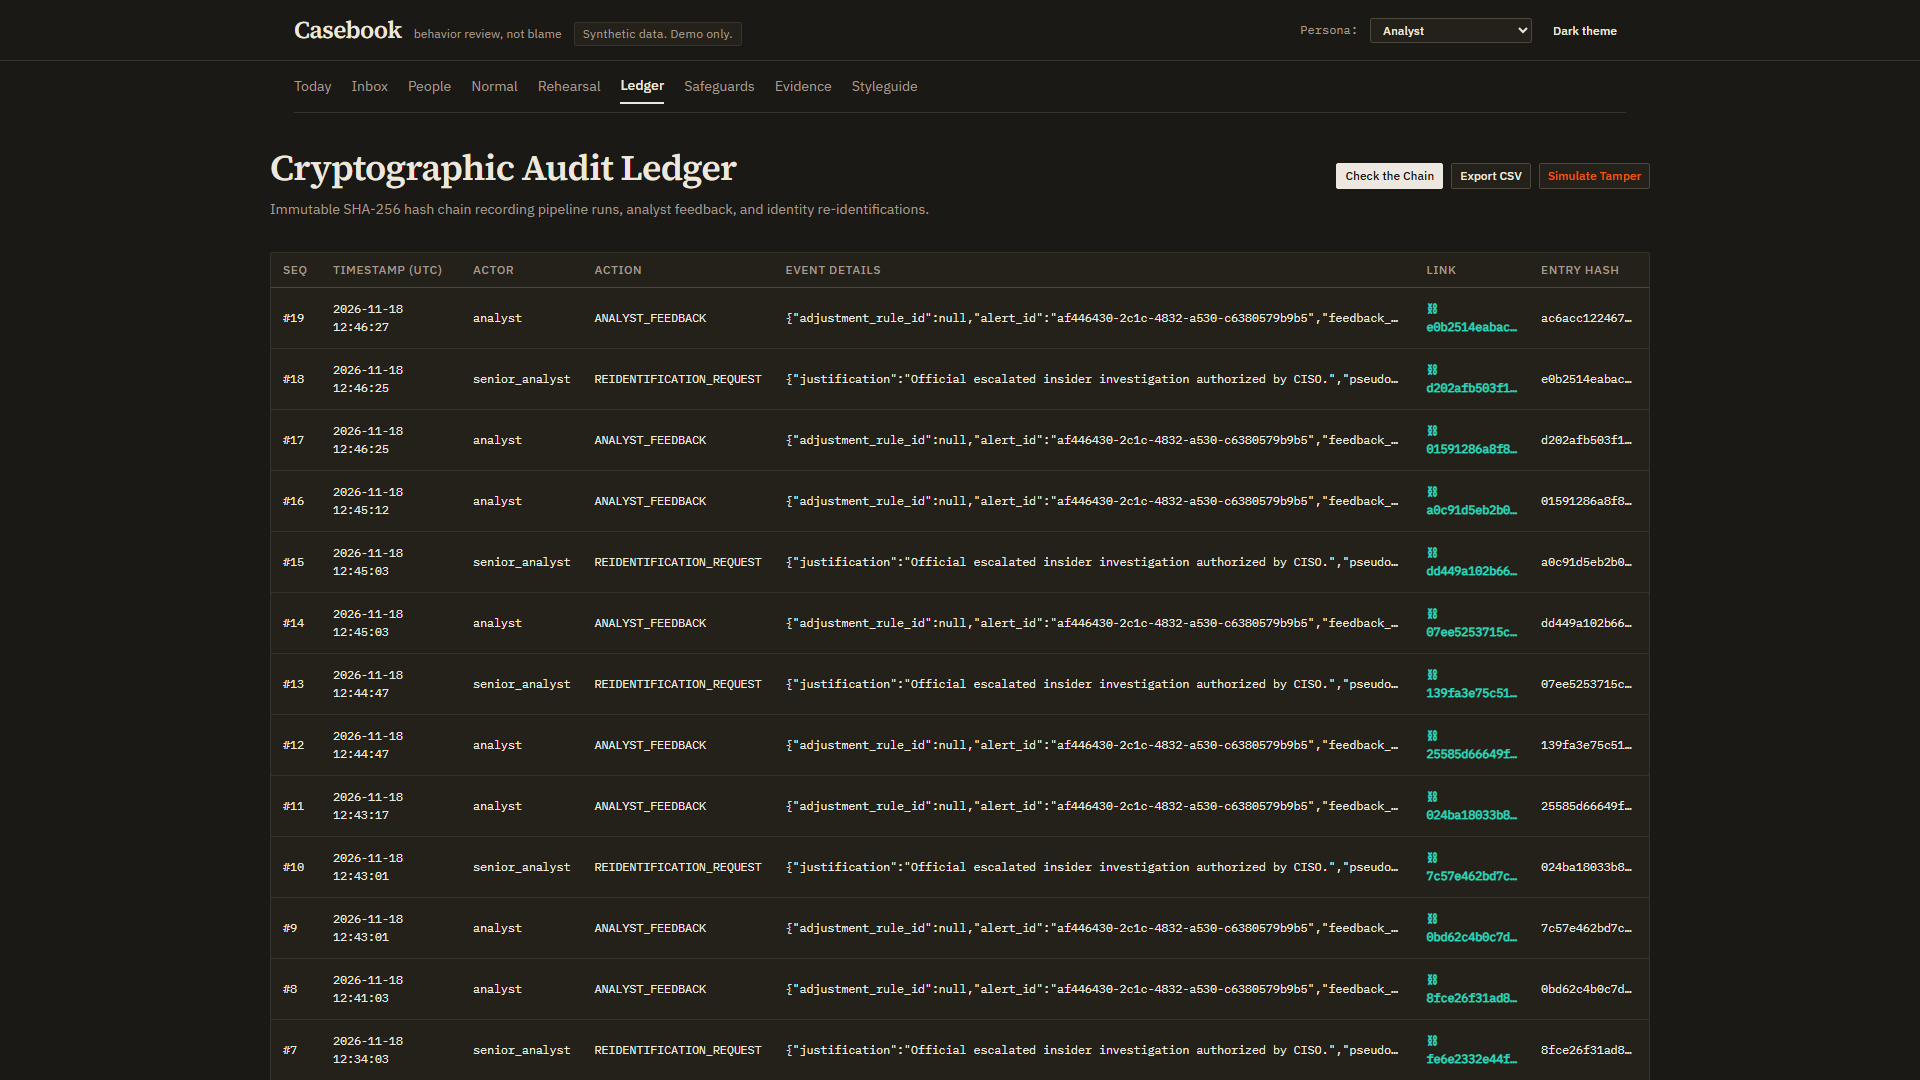 Casebook behavior review, not blame Synthetic data. Demo only. Persona: Analyst Dark theme
Today Inbox People Normal Rehearsal Ledger Safeguards Evidence Styleguide
Cryptographic Audit Ledger
Check the Chain Export CSV Simulate Tamper
Immutable SHA-256 hash chain recording pipeline runs, analyst feedback, and identity re-identifications.
SEQ TIMESTAMP (UTC) ACTOR ACTION EVENT DETAILS LINK ENTRY HASH
#19 2026-11-18 12:46:27 analyst ANALYST_FEEDBACK {"adjustment_rule_id":null,"alert_id":"af446430-2c1c-4832-a530-c6380579b9b5","feedback_… ⛓ e0b2514eabac… ac6acc122467…
#18 2026-11-18 12:46:25 senior_analyst REIDENTIFICATION_REQUEST {"justification":"Official escalated insider investigation authorized by CISO.","pseudo… ⛓ d202afb503f1… e0b2514eabac…
#17 2026-11-18 12:46:25 analyst ANALYST_FEEDBACK {"adjustment_rule_id":null,"alert_id":"af446430-2c1c-4832-a530-c6380579b9b5","feedback_… ⛓ 01591286a8f8… d202afb503f1…
#16 2026-11-18 12:45:12 analyst ANALYST_FEEDBACK {"adjustment_rule_id":null,"alert_id":"af446430-2c1c-4832-a530-c6380579b9b5","feedback_… ⛓ a0c91d5eb2b0… 01591286a8f8…
#15 2026-11-18 12:45:03 senior_analyst REIDENTIFICATION_REQUEST {"justification":"Official escalated insider investigation authorized by CISO.","pseudo… ⛓ dd449a102b66… a0c91d5eb2b0…
#14 2026-11-18 12:45:03 analyst ANALYST_FEEDBACK {"adjustment_rule_id":null,"alert_id":"af446430-2c1c-4832-a530-c6380579b9b5","feedback_… ⛓ 07ee5253715c… dd449a102b66…
#13 2026-11-18 12:44:47 senior_analyst REIDENTIFICATION_REQUEST {"justification":"Official escalated insider investigation authorized by CISO.","pseudo… ⛓ 139fa3e75c51… 07ee5253715c…
#12 2026-11-18 12:44:47 analyst ANALYST_FEEDBACK {"adjustment_rule_id":null,"alert_id":"af446430-2c1c-4832-a530-c6380579b9b5","feedback_… ⛓ 25585d66649f… 139fa3e75c51…
#11 2026-11-18 12:43:17 analyst ANALYST_FEEDBACK {"adjustment_rule_id":null,"alert_id":"af446430-2c1c-4832-a530-c6380579b9b5","feedback_… ⛓ 024ba18033b8… 25585d66649f…
#10 2026-11-18 12:43:01 senior_analyst REIDENTIFICATION_REQUEST {"justification":"Official escalated insider investigation authorized by CISO.","pseudo… ⛓ 7c57e462bd7c… 024ba18033b8…
#9 2026-11-18 12:43:01 analyst ANALYST_FEEDBACK {"adjustment_rule_id":null,"alert_id":"af446430-2c1c-4832-a530-c6380579b9b5","feedback_… ⛓ 0bd62c4b0c7d… 7c57e462bd7c…
#8 2026-11-18 12:41:03 analyst ANALYST_FEEDBACK {"adjustment_rule_id":null,"alert_id":"af446430-2c1c-4832-a530-c6380579b9b5","feedback_… ⛓ 8fce26f31ad8… 0bd62c4b0c7d…
#7 2026-11-18 12:34:03 senior_analyst REIDENTIFICATION_REQUEST {"justification":"Official escalated insider investigation authorized by CISO.","pseudo… ⛓ fe6e2332e44f… 8fce26f31ad8…